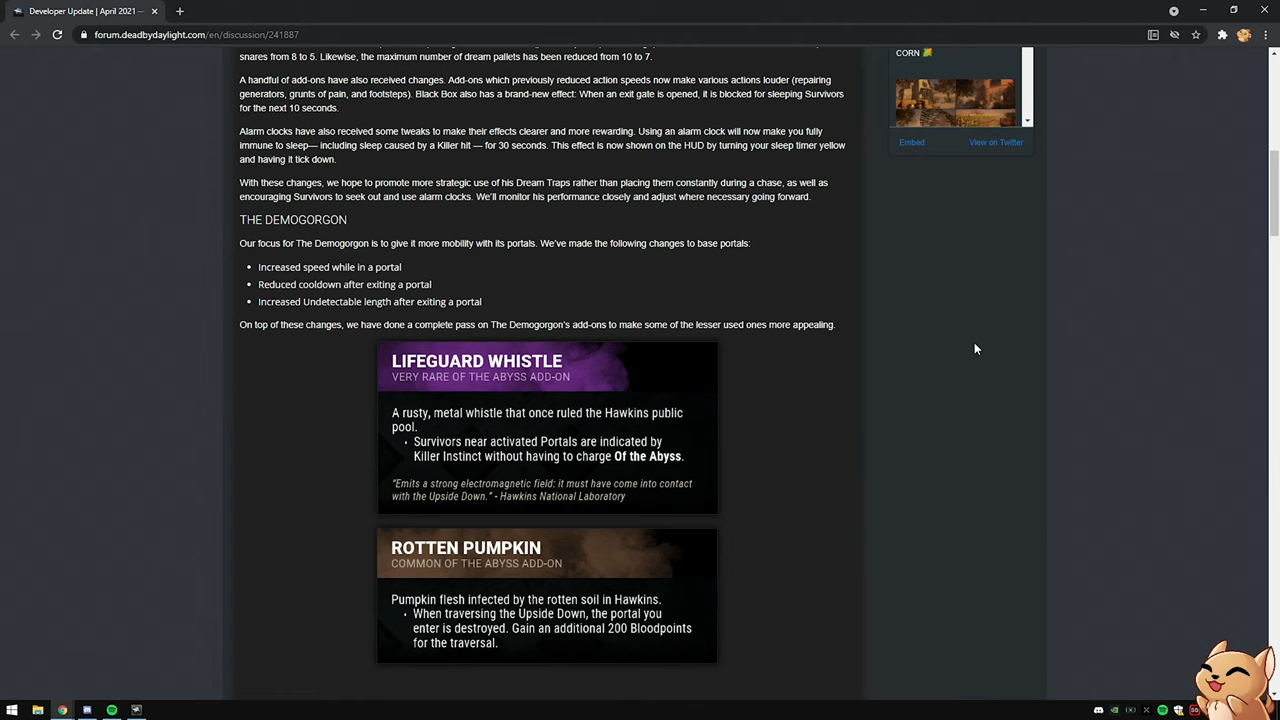 Developer Update | April 2021 —
forum.deadbydaylight.com/en/discussion/241887
snares from 8 to 5. Likewise, the maximum number of dream pallets has been reduced from 10 to 7.
A handful of add-ons have also received changes. Add-ons which previously reduced action speeds now make various actions louder (repairing
generators, grunts of pain, and footsteps). Black Box also has a brand-new effect: When an exit gate is opened, it is blocked for sleeping Survivors
for the next 10 seconds.
Alarm clocks have also received some tweaks to make their effects clearer and more rewarding. Using an alarm clock will now make you fully
immune to sleep— including sleep caused by a Killer hit — for 30 seconds. This effect is now shown on the HUD by turning your sleep timer yellow
and having it tick down.
With these changes, we hope to promote more strategic use of his Dream Traps rather than placing them constantly during a chase, as well as
encouraging Survivors to seek out and use alarm clocks. We'll monitor his performance closely and adjust where necessary going forward.
THE DEMOGORGON
Our focus for The Demogorgon is to give it more mobility with its portals. We've made the following changes to base portals:
• Increased speed while in a portal
• Reduced cooldown after exiting a portal
• Increased Undetectable length after exiting a portal
On top of these changes, we have done a complete pass on The Demogorgon's add-ons to make some of the lesser used ones more appealing.
LIFEGUARD WHISTLE
VERY RARE OF THE ABYSS ADD-ON
A rusty, metal whistle that once ruled the Hawkins public
pool.
• Survivors near activated Portals are indicated by
Killer Instinct without having to charge Of the Abyss.
"Emits a strong electromagnetic field: it must have come into contact
with the Upside Down." - Hawkins National Laboratory
ROTTEN PUMPKIN
COMMON OF THE ABYSS ADD-ON
Pumpkin flesh infected by the rotten soil in Hawkins.
• When traversing the Upside Down, the portal you
enter is destroyed. Gain an additional 200 Bloodpoints
for the traversal.
CORN 🌽
Embed
View on Twitter